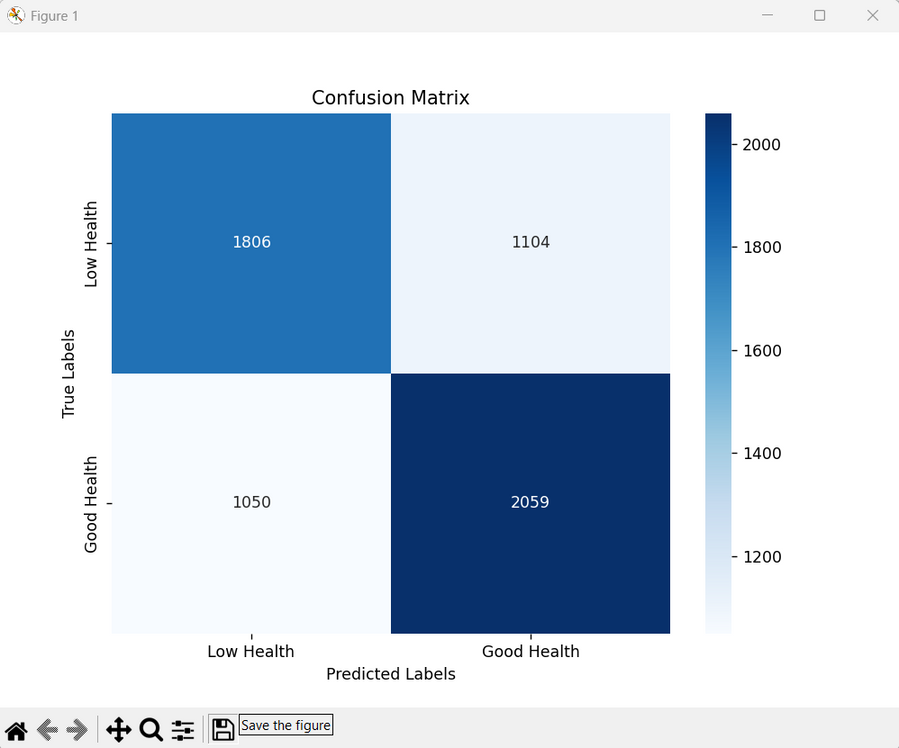 Figure 1
Confusion Matrix
Low Health
Good Health
True Labels
1806
1104
1050
2059
Low Health
Good Health
Predicted Labels
2000
1800
1600
1400
1200
Save the figure